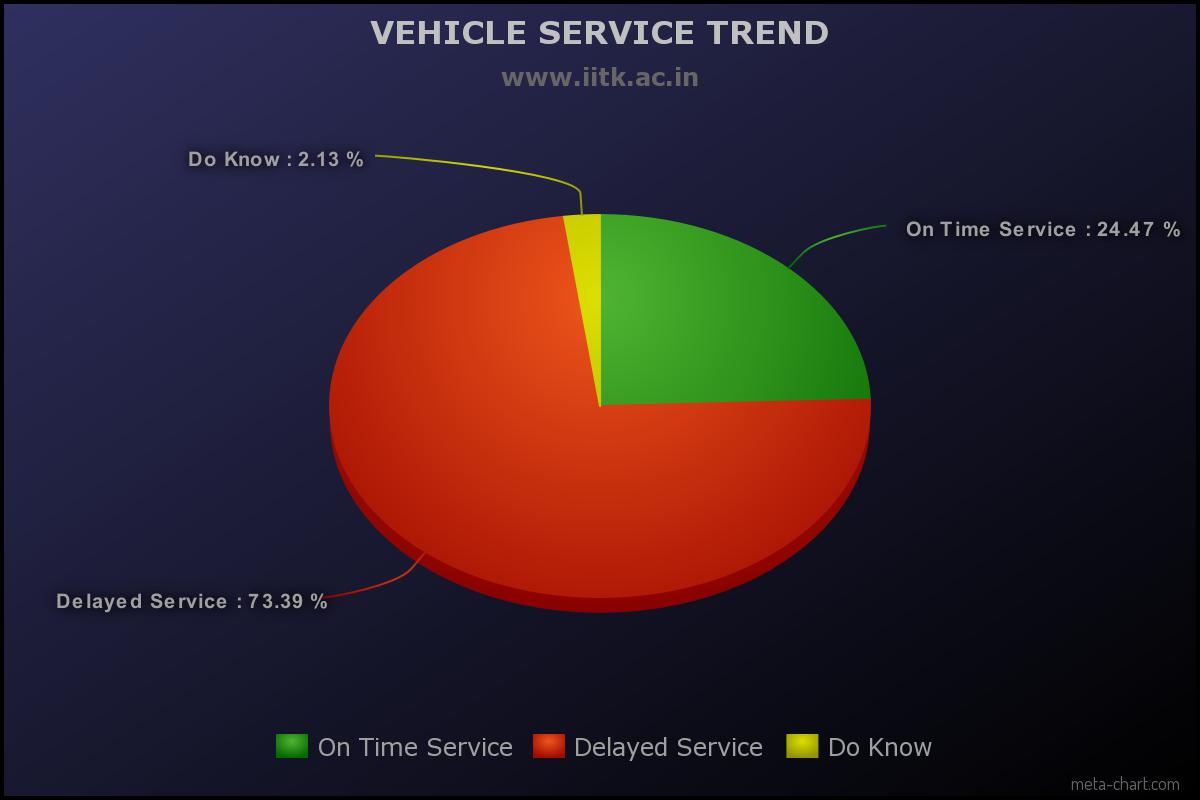 VEHICLE SERVICE TREND
www.iitk.ac.in
Do Know : 2.13 %
On Time Service : 24.47 %
Delayed Service : 73.39 %
On Time Service
Delayed Service
Do Know
meta-chart.com